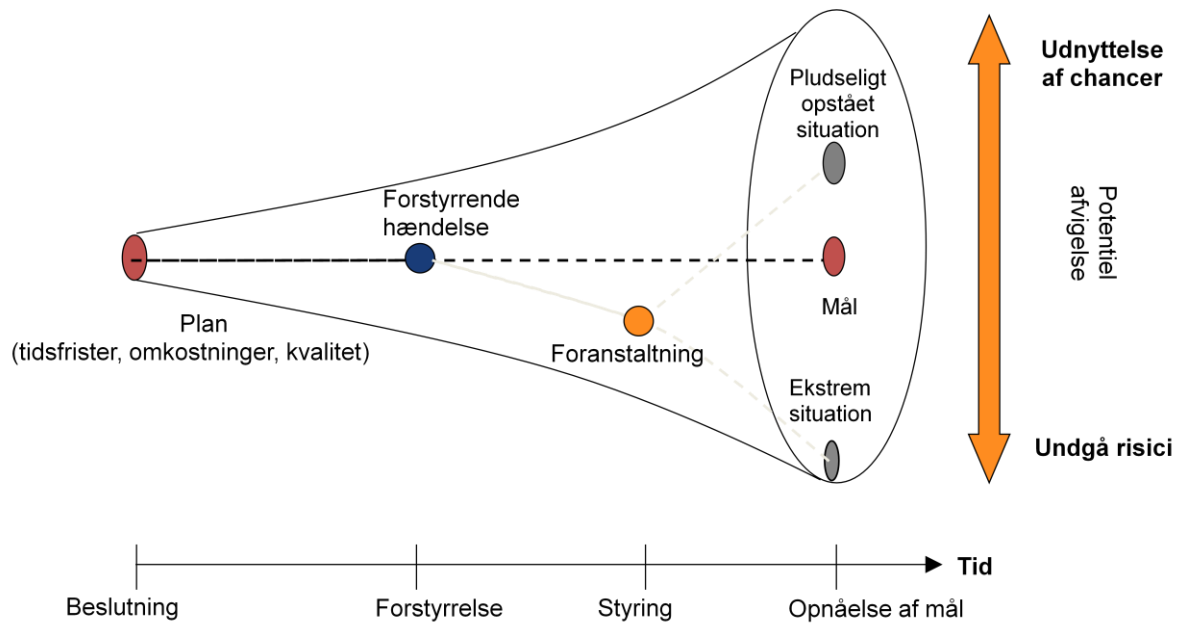 Udnyttelse
af chancer
Pludseligt
opstået
situation
Potentiel
afvigelse
Forstyrrende
hændelse
Mål
Plan
(tidsfrister, omkostninger, kvalitet)
Foranstaltning
Ekstrem
situation
Undgå risici
Tid
Beslutning
Forstyrrelse
Styring
Opnåelse af mål